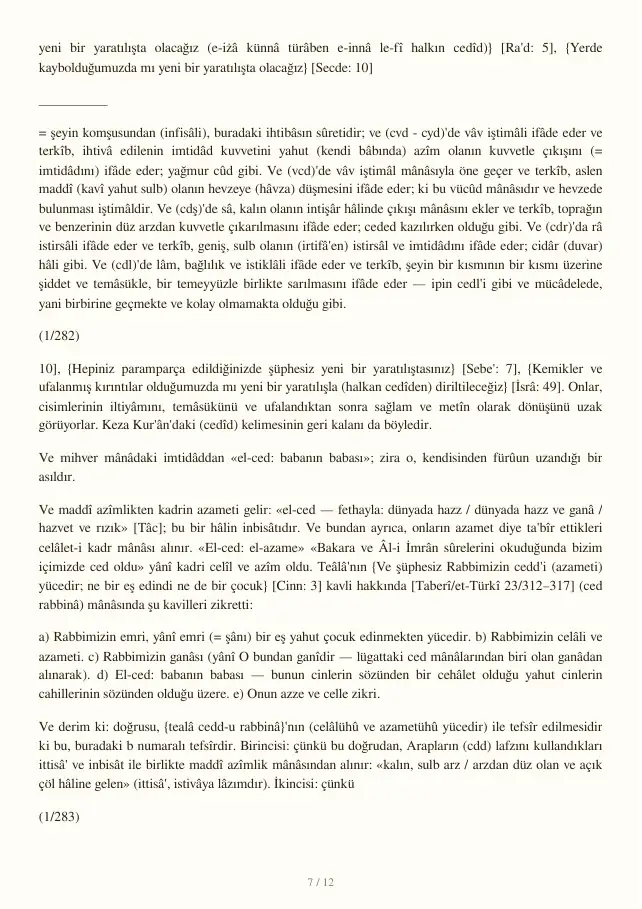 yeni bir yaratılışta olacağız (e-iżâ künnâ türâben e-innâ le-fî halkın cedîd)} [Ra'd: 5], {Yerde
kaybolduğumuzda mı yeni bir yaratılışta olacağız} [Secde: 10]
___________
= şeyin komşusundan (infisâli), buradaki ihtibâsın sûretidir; ve (cvd - cyd)'de vâv iştimâli ifâde eder ve
terkîb, ihtivâ edilenin imtidâd kuvvetini yahut (kendi bâbında) azîm olanın kuvvetle çıkışını (=
imtidâdını) ifâde eder; yağmur cûd gibi. Ve (vcd)'de vâv iştimâl mânâsıyla öne geçer ve terkîb, aslen
maddî (kavî yahut sulb) olanın hevzeye (hâvza) düşmesini ifâde eder; ki bu vücûd mânâsıdır ve hevzede
bulunması iştimâldir. Ve (cdş)'de sâ, kalın olanın intişâr hâlinde çıkışı mânâsını ekler ve terkîb, toprağın
ve benzerinin düz arzdan kuvvetle çıkarılmasını ifâde eder; ceded kazılırken olduğu gibi. Ve (cdr)'da râ
istirsâli ifâde eder ve terkîb, geniş, sulb olanın (irtifâ'en) istirsâl ve imtidâdını ifâde eder; cidâr (duvar)
hâli gibi. Ve (cdl)'de lâm, bağlılık ve istiklâli ifâde eder ve terkîb, şeyin bir kısmının bir kısmı üzerine
şiddet ve temâsükle, bir temeyyüzle birlikte sarılmasını ifâde eder — ipin cedl'i gibi ve mücâdelede,
yani birbirine geçmekte ve kolay olmamakta olduğu gibi.
(1/282)
10], {Hepiniz paramparça edildiğinizde şüphesiz yeni bir yaratılıştasınız} [Sebe': 7], {Kemikler ve
ufalanmış kırıntılar olduğumuzda mı yeni bir yaratılışla (halkan cedîden) diriltileceğiz} [İsrâ: 49]. Onlar,
cisimlerinin iltiyâmını, temâsükünü ve ufalandıktan sonra sağlam ve metîn olarak dönüşünü uzak
görüyorlar. Keza Kur'ân'daki (cedîd) kelimesinin geri kalanı da böyledir.
Ve mihver mânâdaki imtidâddan «el-ced: babanın babası»; zira o, kendisinden fürûun uzandığı bir
asıldır.
Ve maddî azîmlikten kadrin azameti gelir: «el-ced — fethayla: dünyada hazz / dünyada hazz ve ganâ /
hazvet ve rızık» [Tâc]; bu bir hâlin inbisâtıdır. Ve bundan ayrıca, onların azamet diye ta'bîr ettikleri
celâlet-i kadr mânâsı alınır. «El-ced: el-azame» «Bakara ve Âl-i İmrân sûrelerini okuduğunda bizim
içimizde ced oldu» yânî kadri celîl ve azîm oldu. Teâlâ'nın {Ve şüphesiz Rabbimizin cedd'i (azameti)
yücedir; ne bir eş edindi ne de bir çocuk} [Cinn: 3] kavli hakkında [Taberî/et-Türkî 23/312–317] (ced
rabbinâ) mânâsında şu kavilleri zikretti:
a) Rabbimizin emri, yânî emri (= şânı) bir eş yahut çocuk edinmekten yücedir. b) Rabbimizin celâli ve
azameti. c) Rabbimizin ganâsı (yânî O bundan ganîdir — lügattaki ced mânâlarından biri olan ganâdan
alınarak). d) El-ced: babanın babası — bunun cinlerin sözünden bir cehâlet olduğu yahut cinlerin
cahillerinin sözünden olduğu üzere. e) Onun azze ve celle zikri.
Ve derim ki: doğrusu, {tealâ cedd-u rabbinâ}'nın (celâlühû ve azametühû yücedir) ile tefsîr edilmesidir
ki bu, buradaki b numaralı tefsîrdir. Birincisi: çünkü bu doğrudan, Arapların (cdd) lafzını kullandıkları
ittisâ' ve inbisât ile birlikte maddî azîmlik mânâsından alınır: «kalın, sulb arz / arzdan düz olan ve açık
çöl hâline gelen» (ittisâ', istivâya lâzımdır). İkincisi: çünkü
(1/283)
7 / 12